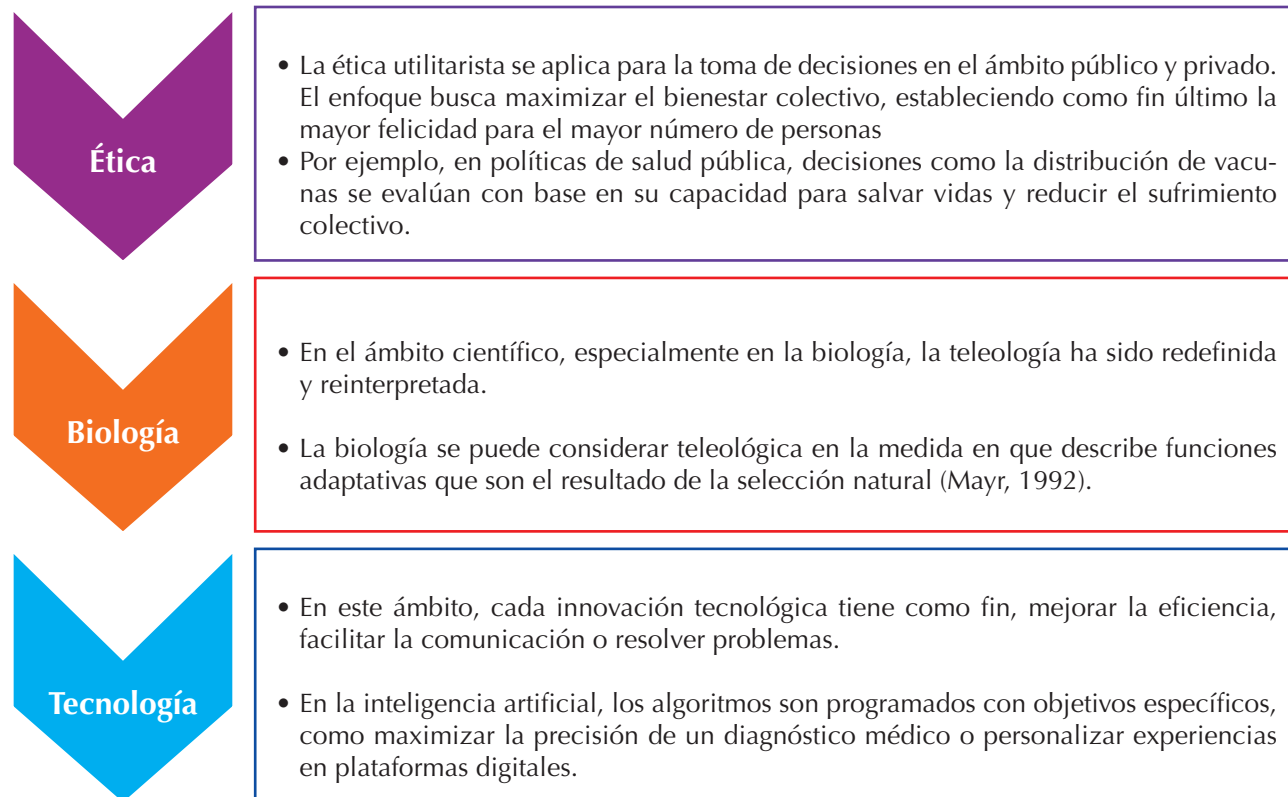 Ética
• La ética utilitarista se aplica para la toma de decisiones en el ámbito público y privado.
El enfoque busca maximizar el bienestar colectivo, estableciendo como fin último la
mayor felicidad para el mayor número de personas
• Por ejemplo, en políticas de salud pública, decisiones como la distribución de vacu-
nas se evalúan con base en su capacidad para salvar vidas y reducir el sufrimiento
colectivo.
Biología
• En el ámbito científico, especialmente en la biología, la teleología ha sido redefinida
y reinterpretada.
• La biología se puede considerar teleológica en la medida en que describe funciones
adaptativas que son el resultado de la selección natural (Mayr, 1992).
Tecnología
• En este ámbito, cada innovación tecnológica tiene como fin, mejorar la eficiencia,
facilitar la comunicación o resolver problemas.
• En la inteligencia artificial, los algoritmos son programados con objetivos específicos,
como maximizar la precisión de un diagnóstico médico o personalizar experiencias
en plataformas digitales.